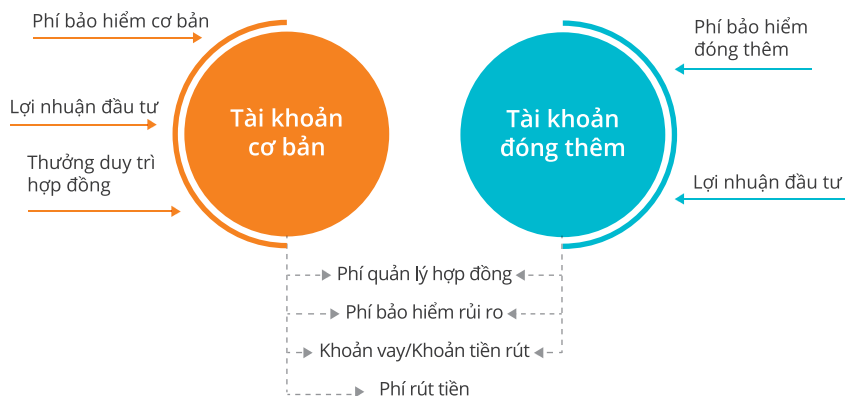 Phí bảo hiểm cơ bản
Lợi nhuận đầu tư
Thưởng duy trì
hợp đồng
Tài khoản
cơ bản
Tài khoản
đóng thêm
Phí bảo hiểm
đóng thêm
Lợi nhuận đầu tư
Phí quản lý hợp đồng
Phí bảo hiểm rủi ro
Khoản vay/Khoản tiền rút
Phí rút tiền